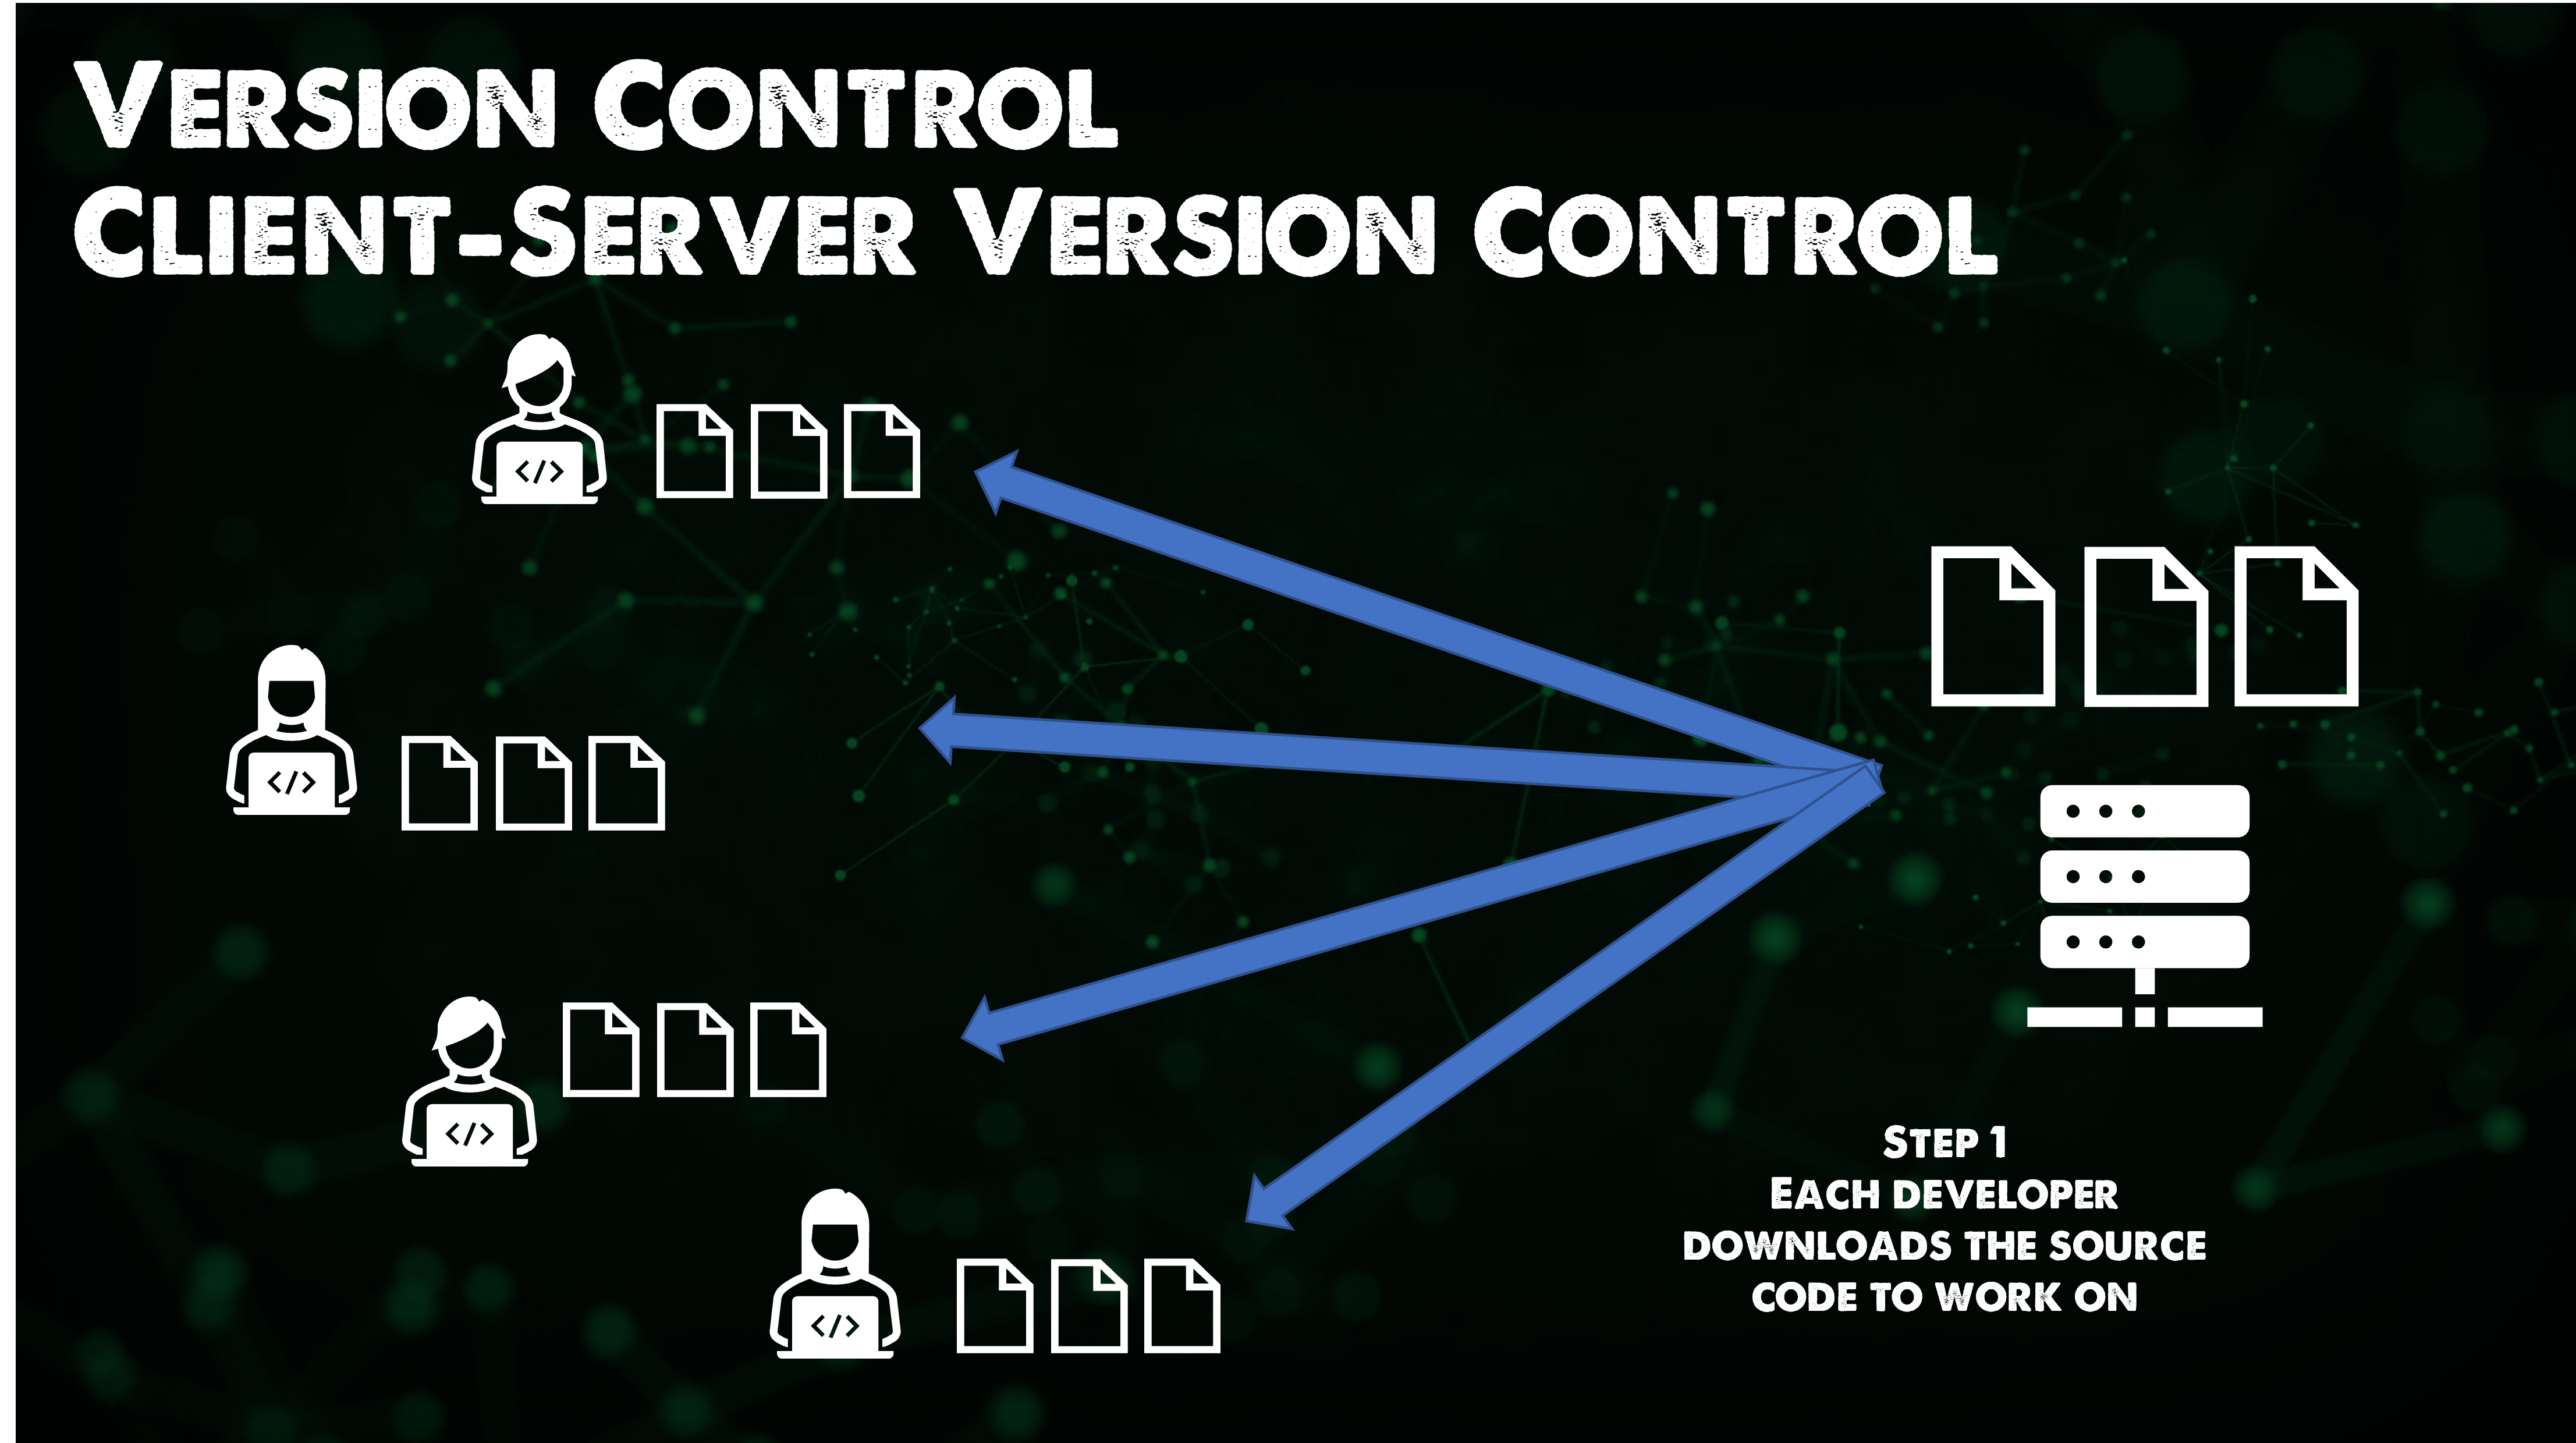 Version Control
Client-Server Version Control
</>
</>
</>
</>
Step 1
Each developer
downloads the source
code to work on